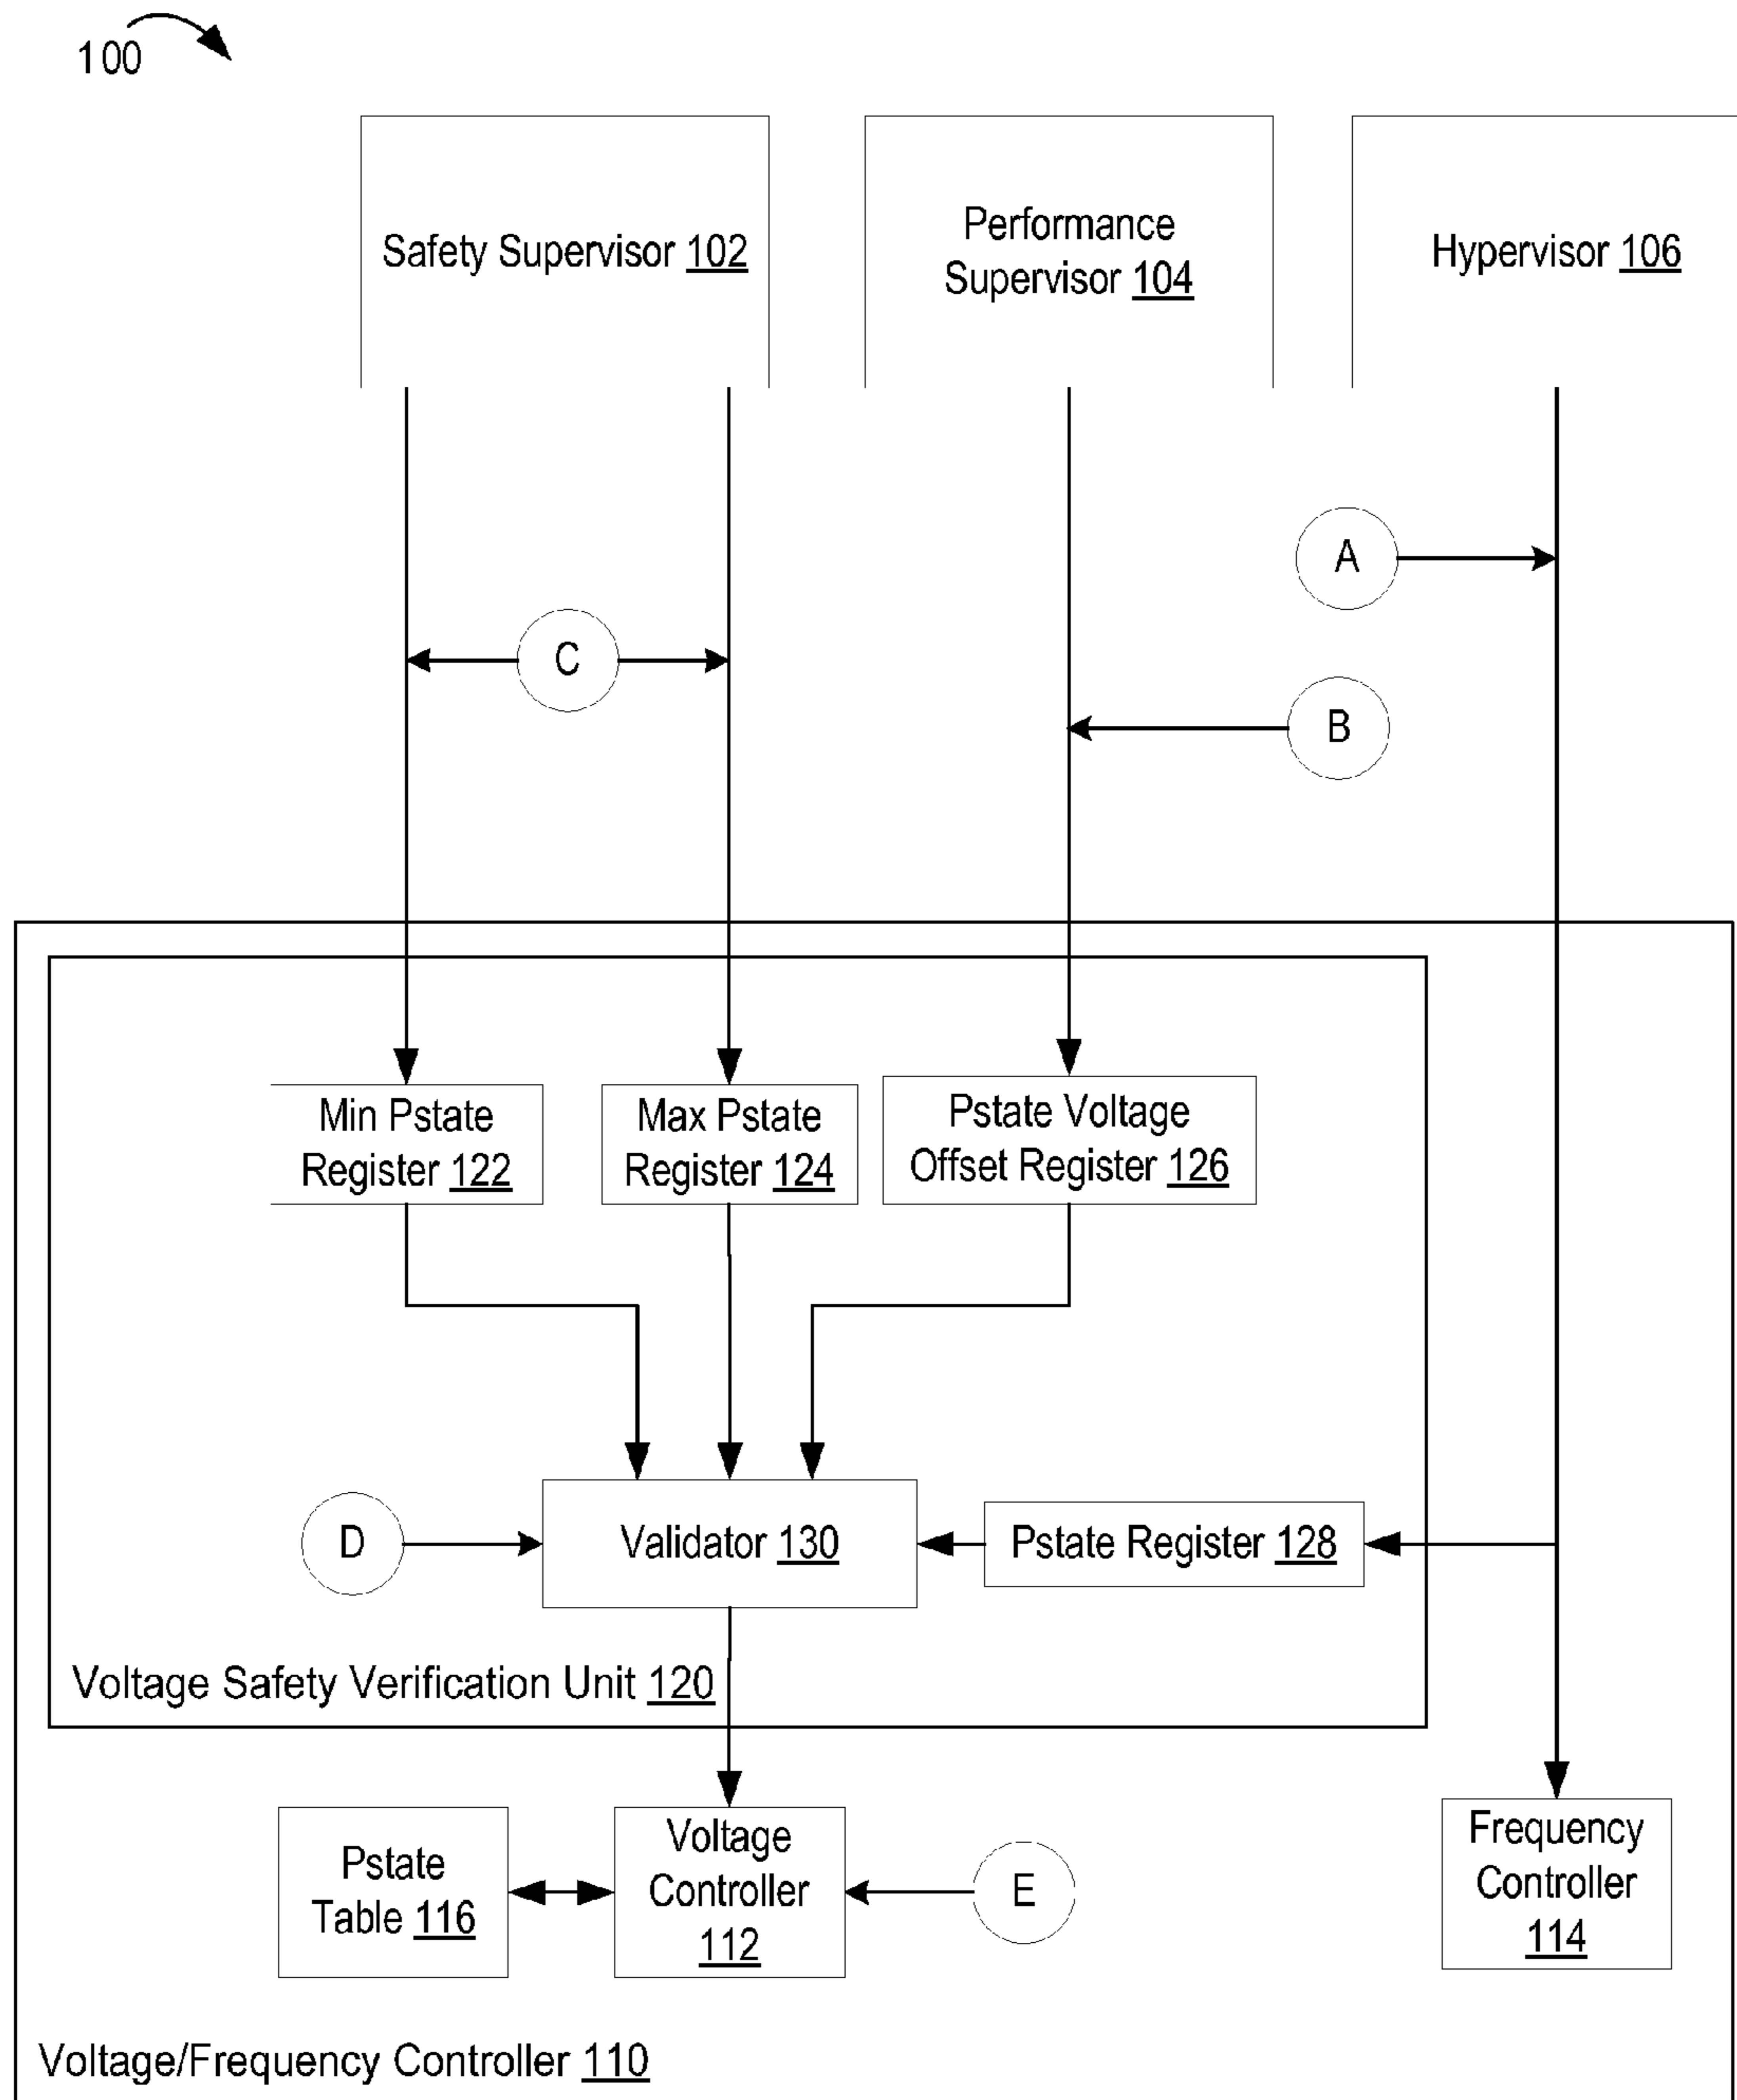 100
Safety Supervisor 102
Performance
Supervisor 104
Hypervisor 106
A
C
B
Min Pstate
Register 122
Max Pstate
Register 124
Pstate Voltage
Offset Register 126
D
Validator 130
Pstate Register 128
Voltage Safety Verification Unit 120
Pstate
Table 116
Voltage
Controller
112
E
Frequency
Controller
114
Voltage/Frequency Controller 110